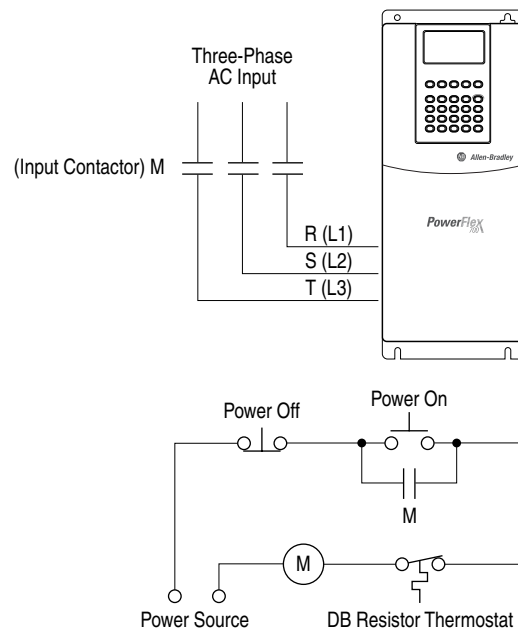 Three-Phase
AC Input
(Input Contactor) M
R (L1)
S (L2)
T (L3)
Allen-Bradley
PowerFlex
700
Power Off
Power On
M
M
Power Source
DB Resistor Thermostat